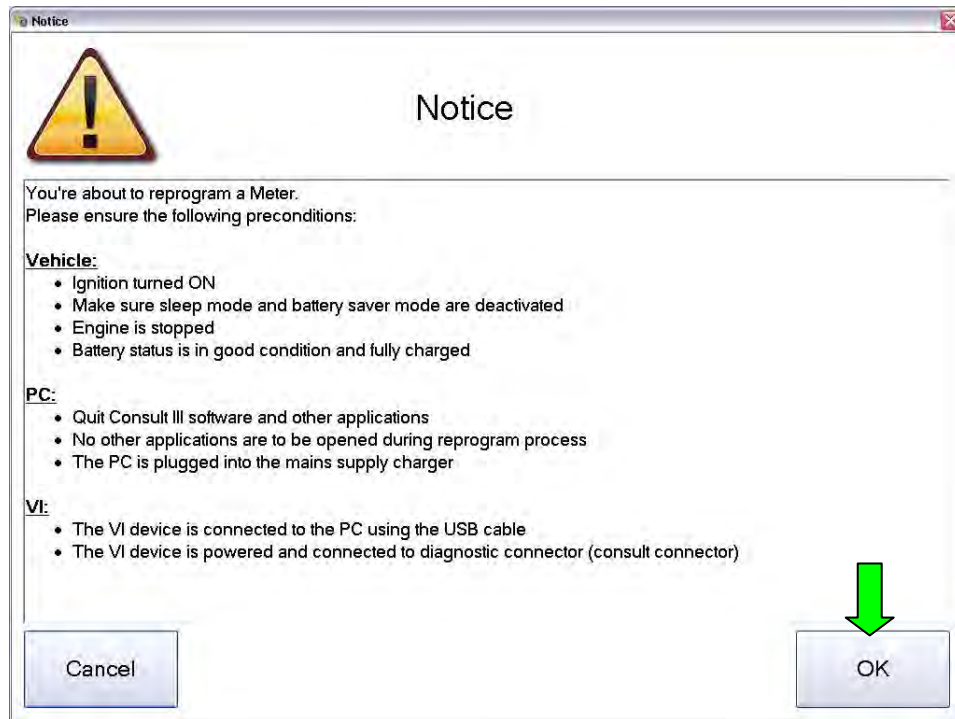 Notice
Notice
You're about to reprogram a Meter.
Please ensure the following preconditions:
Vehicle:
• Ignition turned ON
• Make sure sleep mode and battery saver mode are deactivated
• Engine is stopped
• Battery status is in good condition and fully charged
PC:
• Quit Consult III software and other applications
• No other applications are to be opened during reprogram process
• The PC is plugged into the mains supply charger
VI:
• The VI device is connected to the PC using the USB cable
• The VI device is powered and connected to diagnostic connector (consult connector)
Cancel
OK